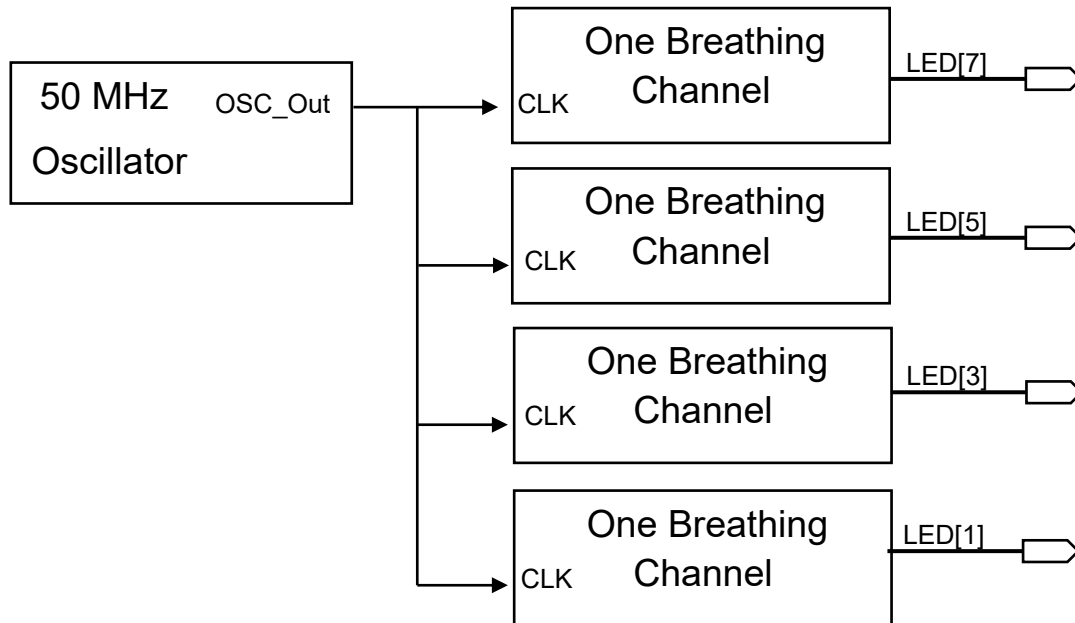 50 MHz
Oscillator
OSC_Out
One Breathing
Channel
CLK
LED[7]
One Breathing
Channel
CLK
LED[5]
One Breathing
Channel
CLK
LED[3]
One Breathing
Channel
CLK
LED[1]